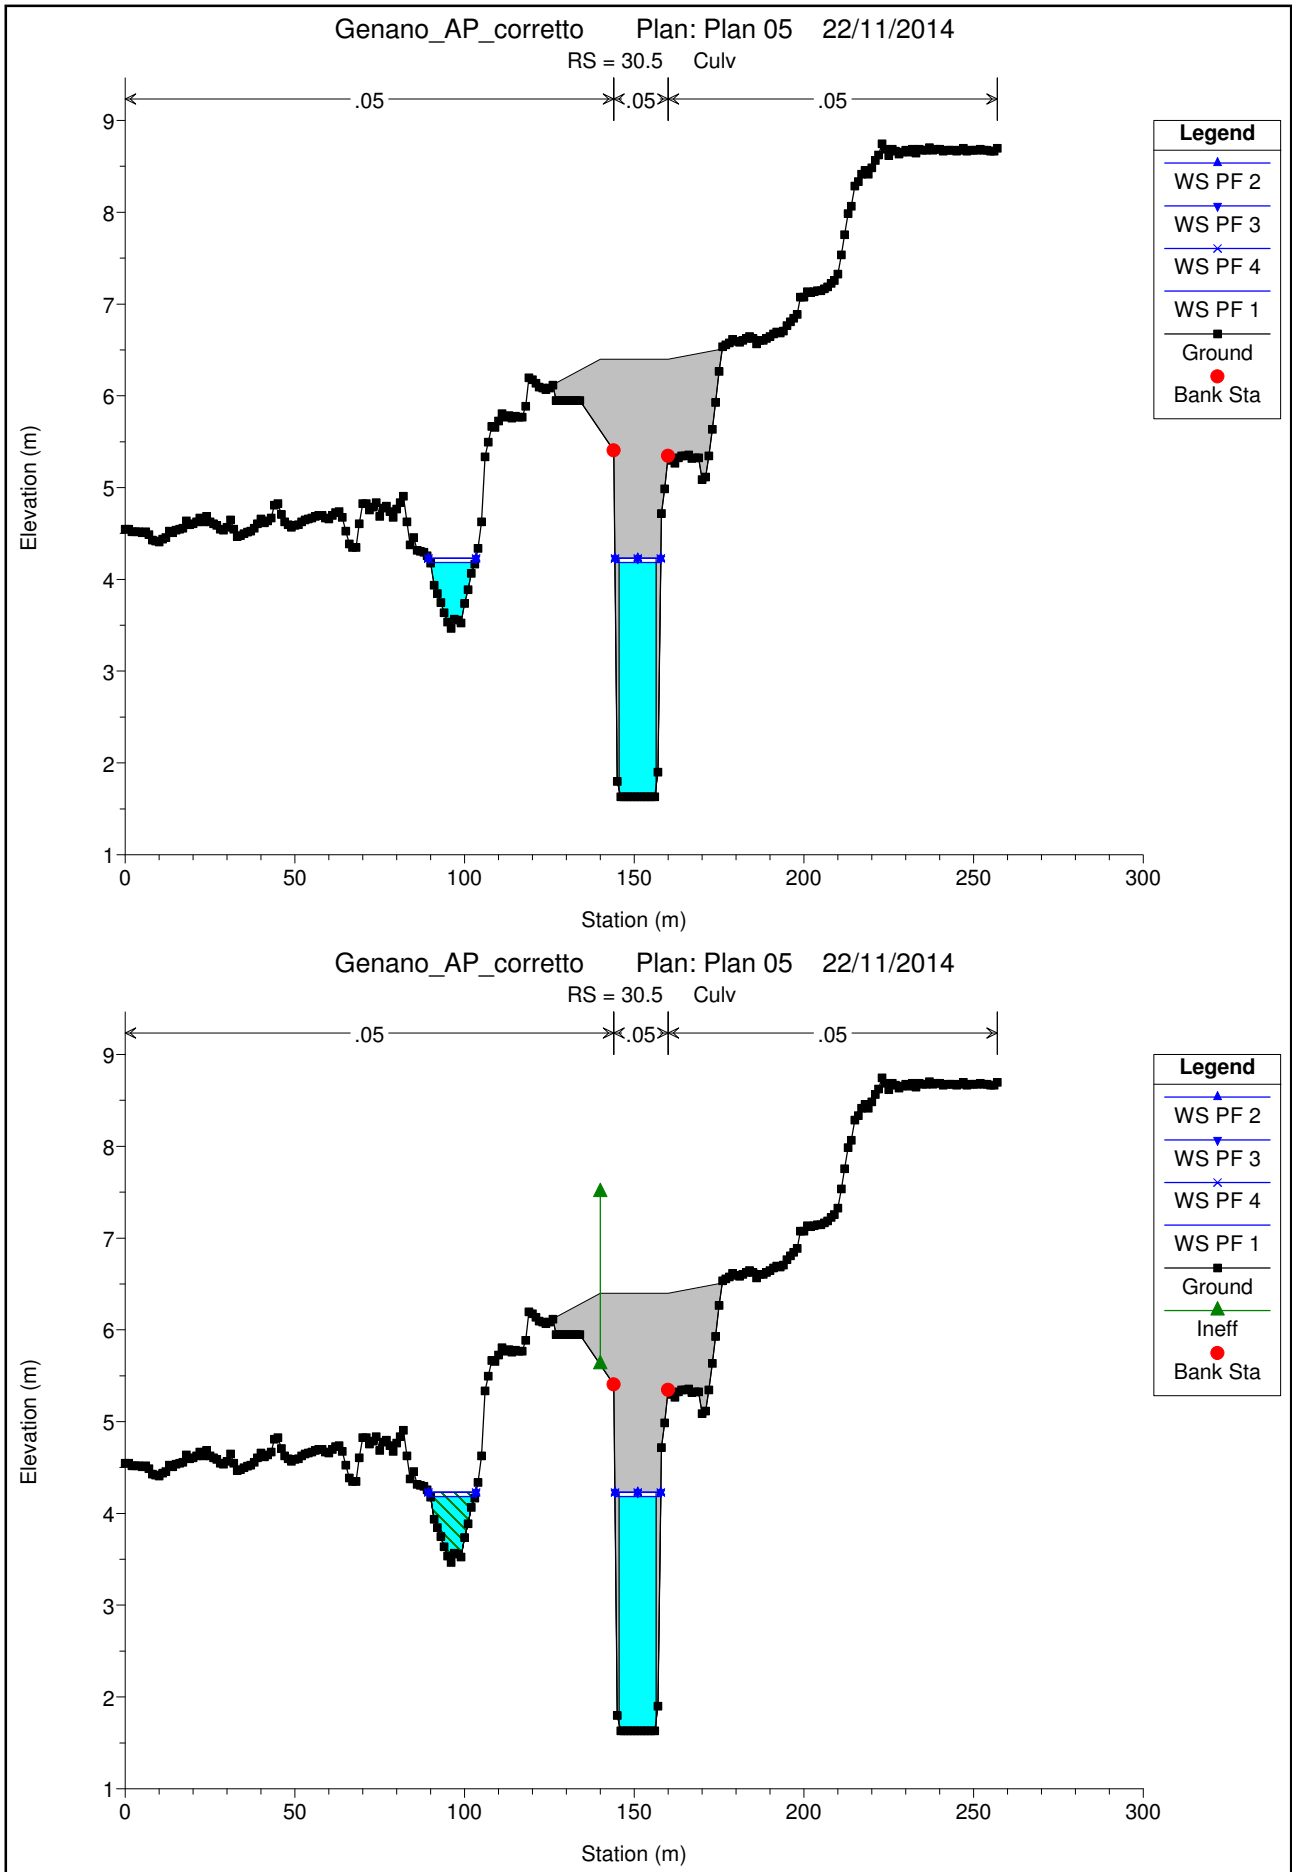 Genano_AP_corretto Plan: Plan 05 22/11/2014
RS = 30.5 Culv
.05 .05 .05
Legend
WS PF 2
WS PF 3
WS PF 4
WS PF 1
Ground
Bank Sta
9
8
7
6
5
4
3
2
1
Elevation (m)
0 50 100 150 200 250 300
Station (m)
Genano_AP_corretto Plan: Plan 05 22/11/2014
RS = 30.5 Culv
.05 .05 .05
Legend
WS PF 2
WS PF 3
WS PF 4
WS PF 1
Ground
Ineff
Bank Sta
9
8
7
6
5
4
3
2
1
Elevation (m)
0 50 100 150 200 250 300
Station (m)